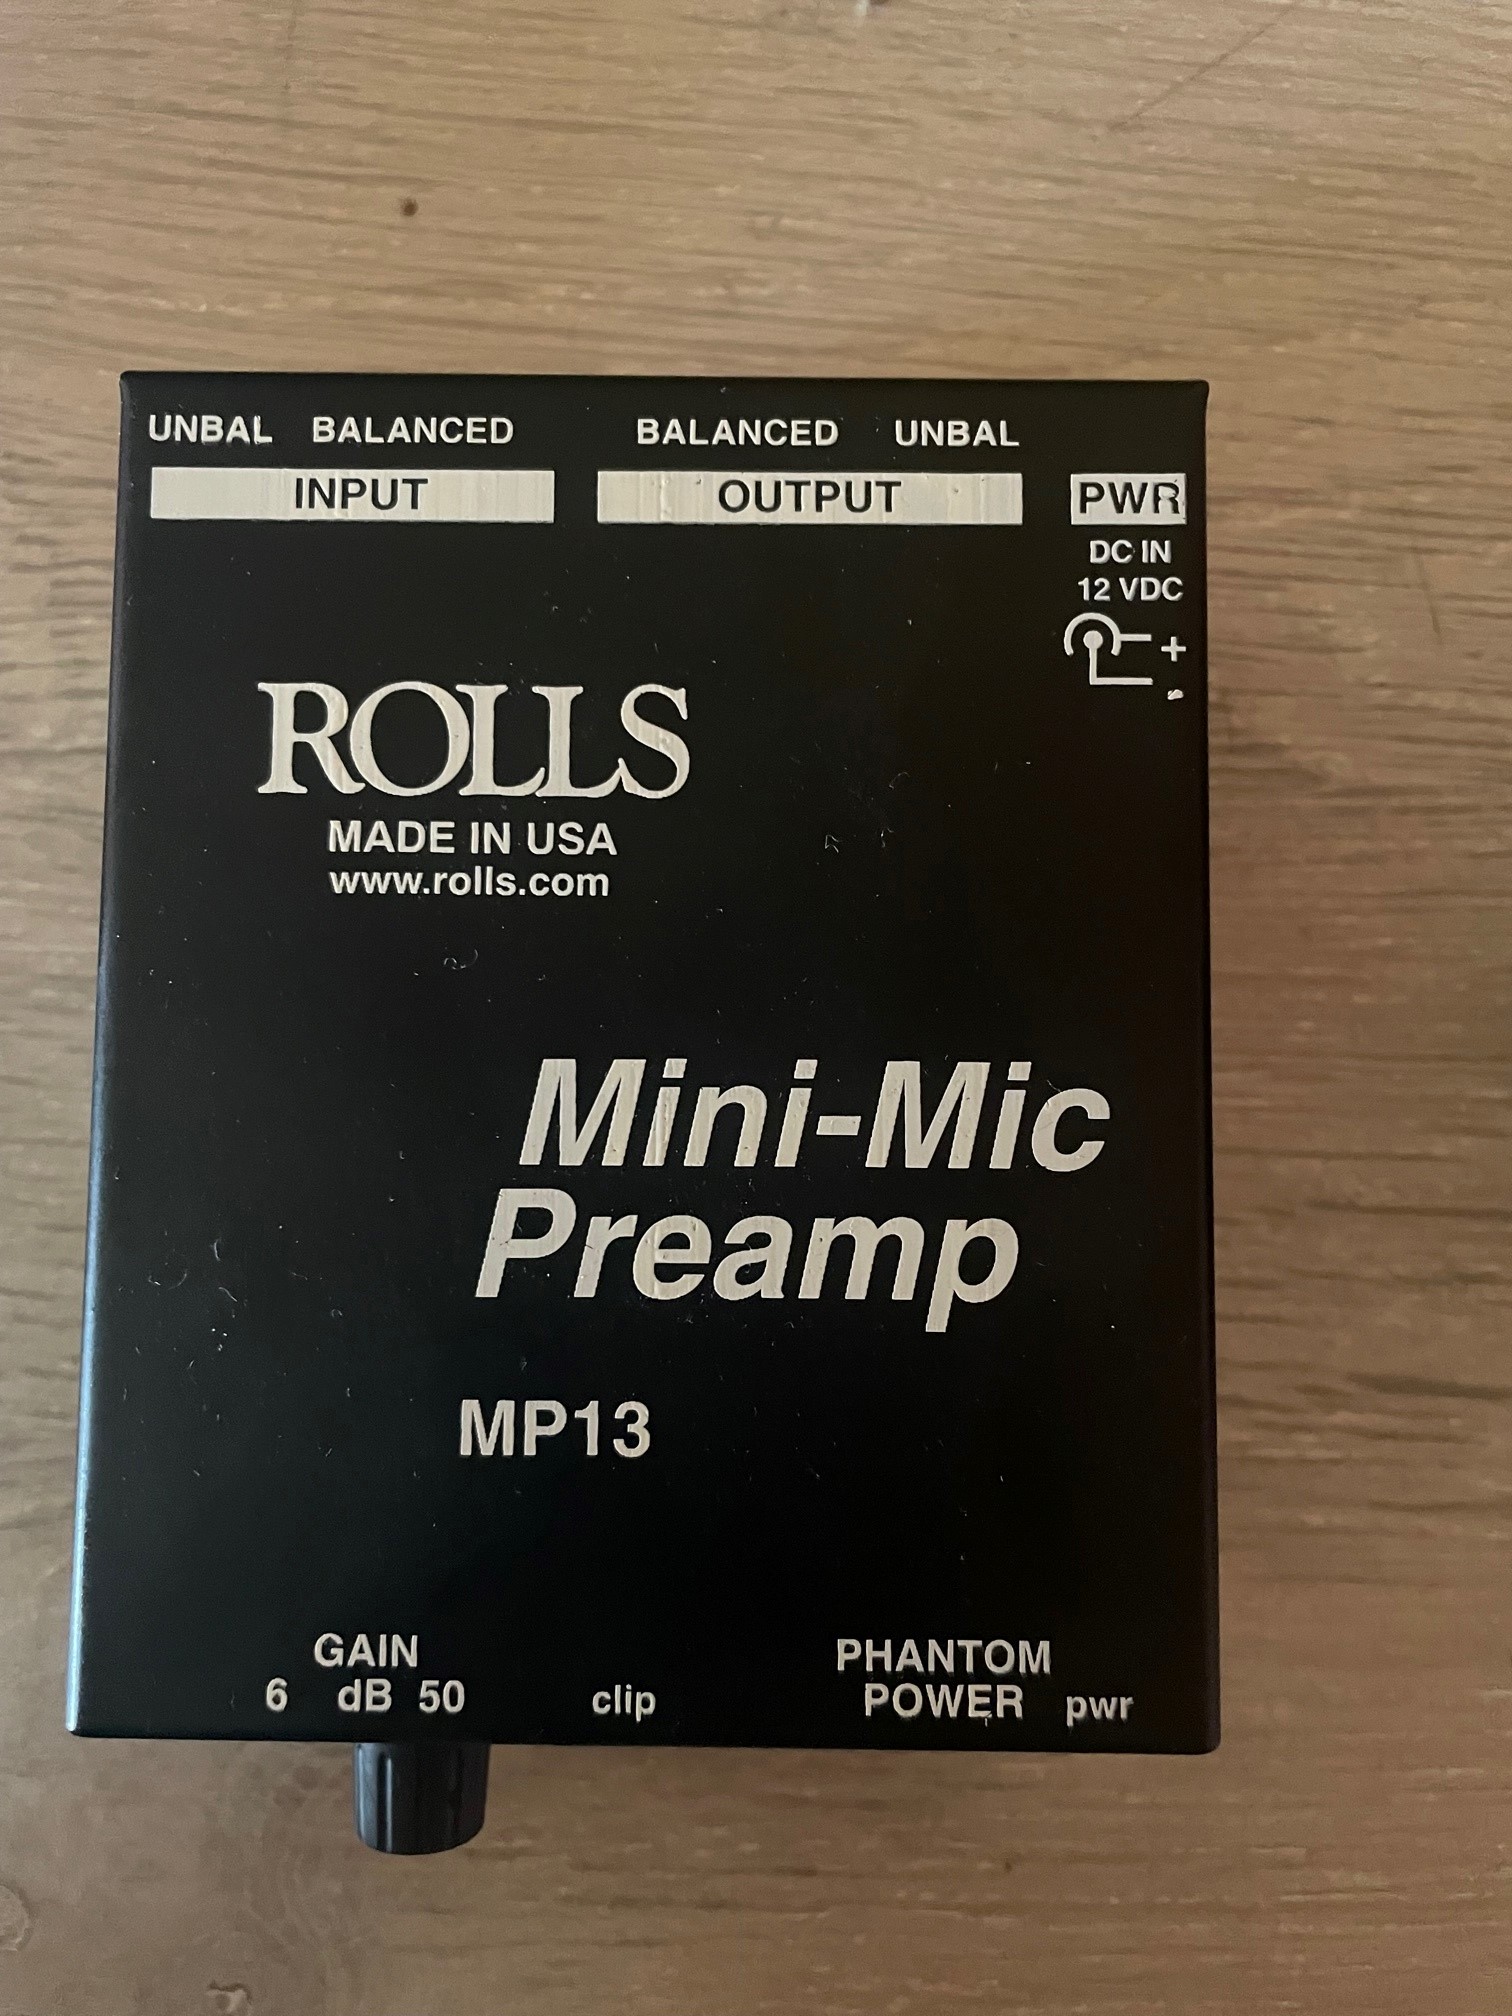 UNBAL BALANCED BALANCED UNBAL
INPUT OUTPUT PWR
DC IN
12 VDC
+
-
ROLLS
MADE IN USA
www.rolls.com
Mini-Mic
Preamp
MP13
GAIN PHANTOM
6 dB 50 clip POWER pwr